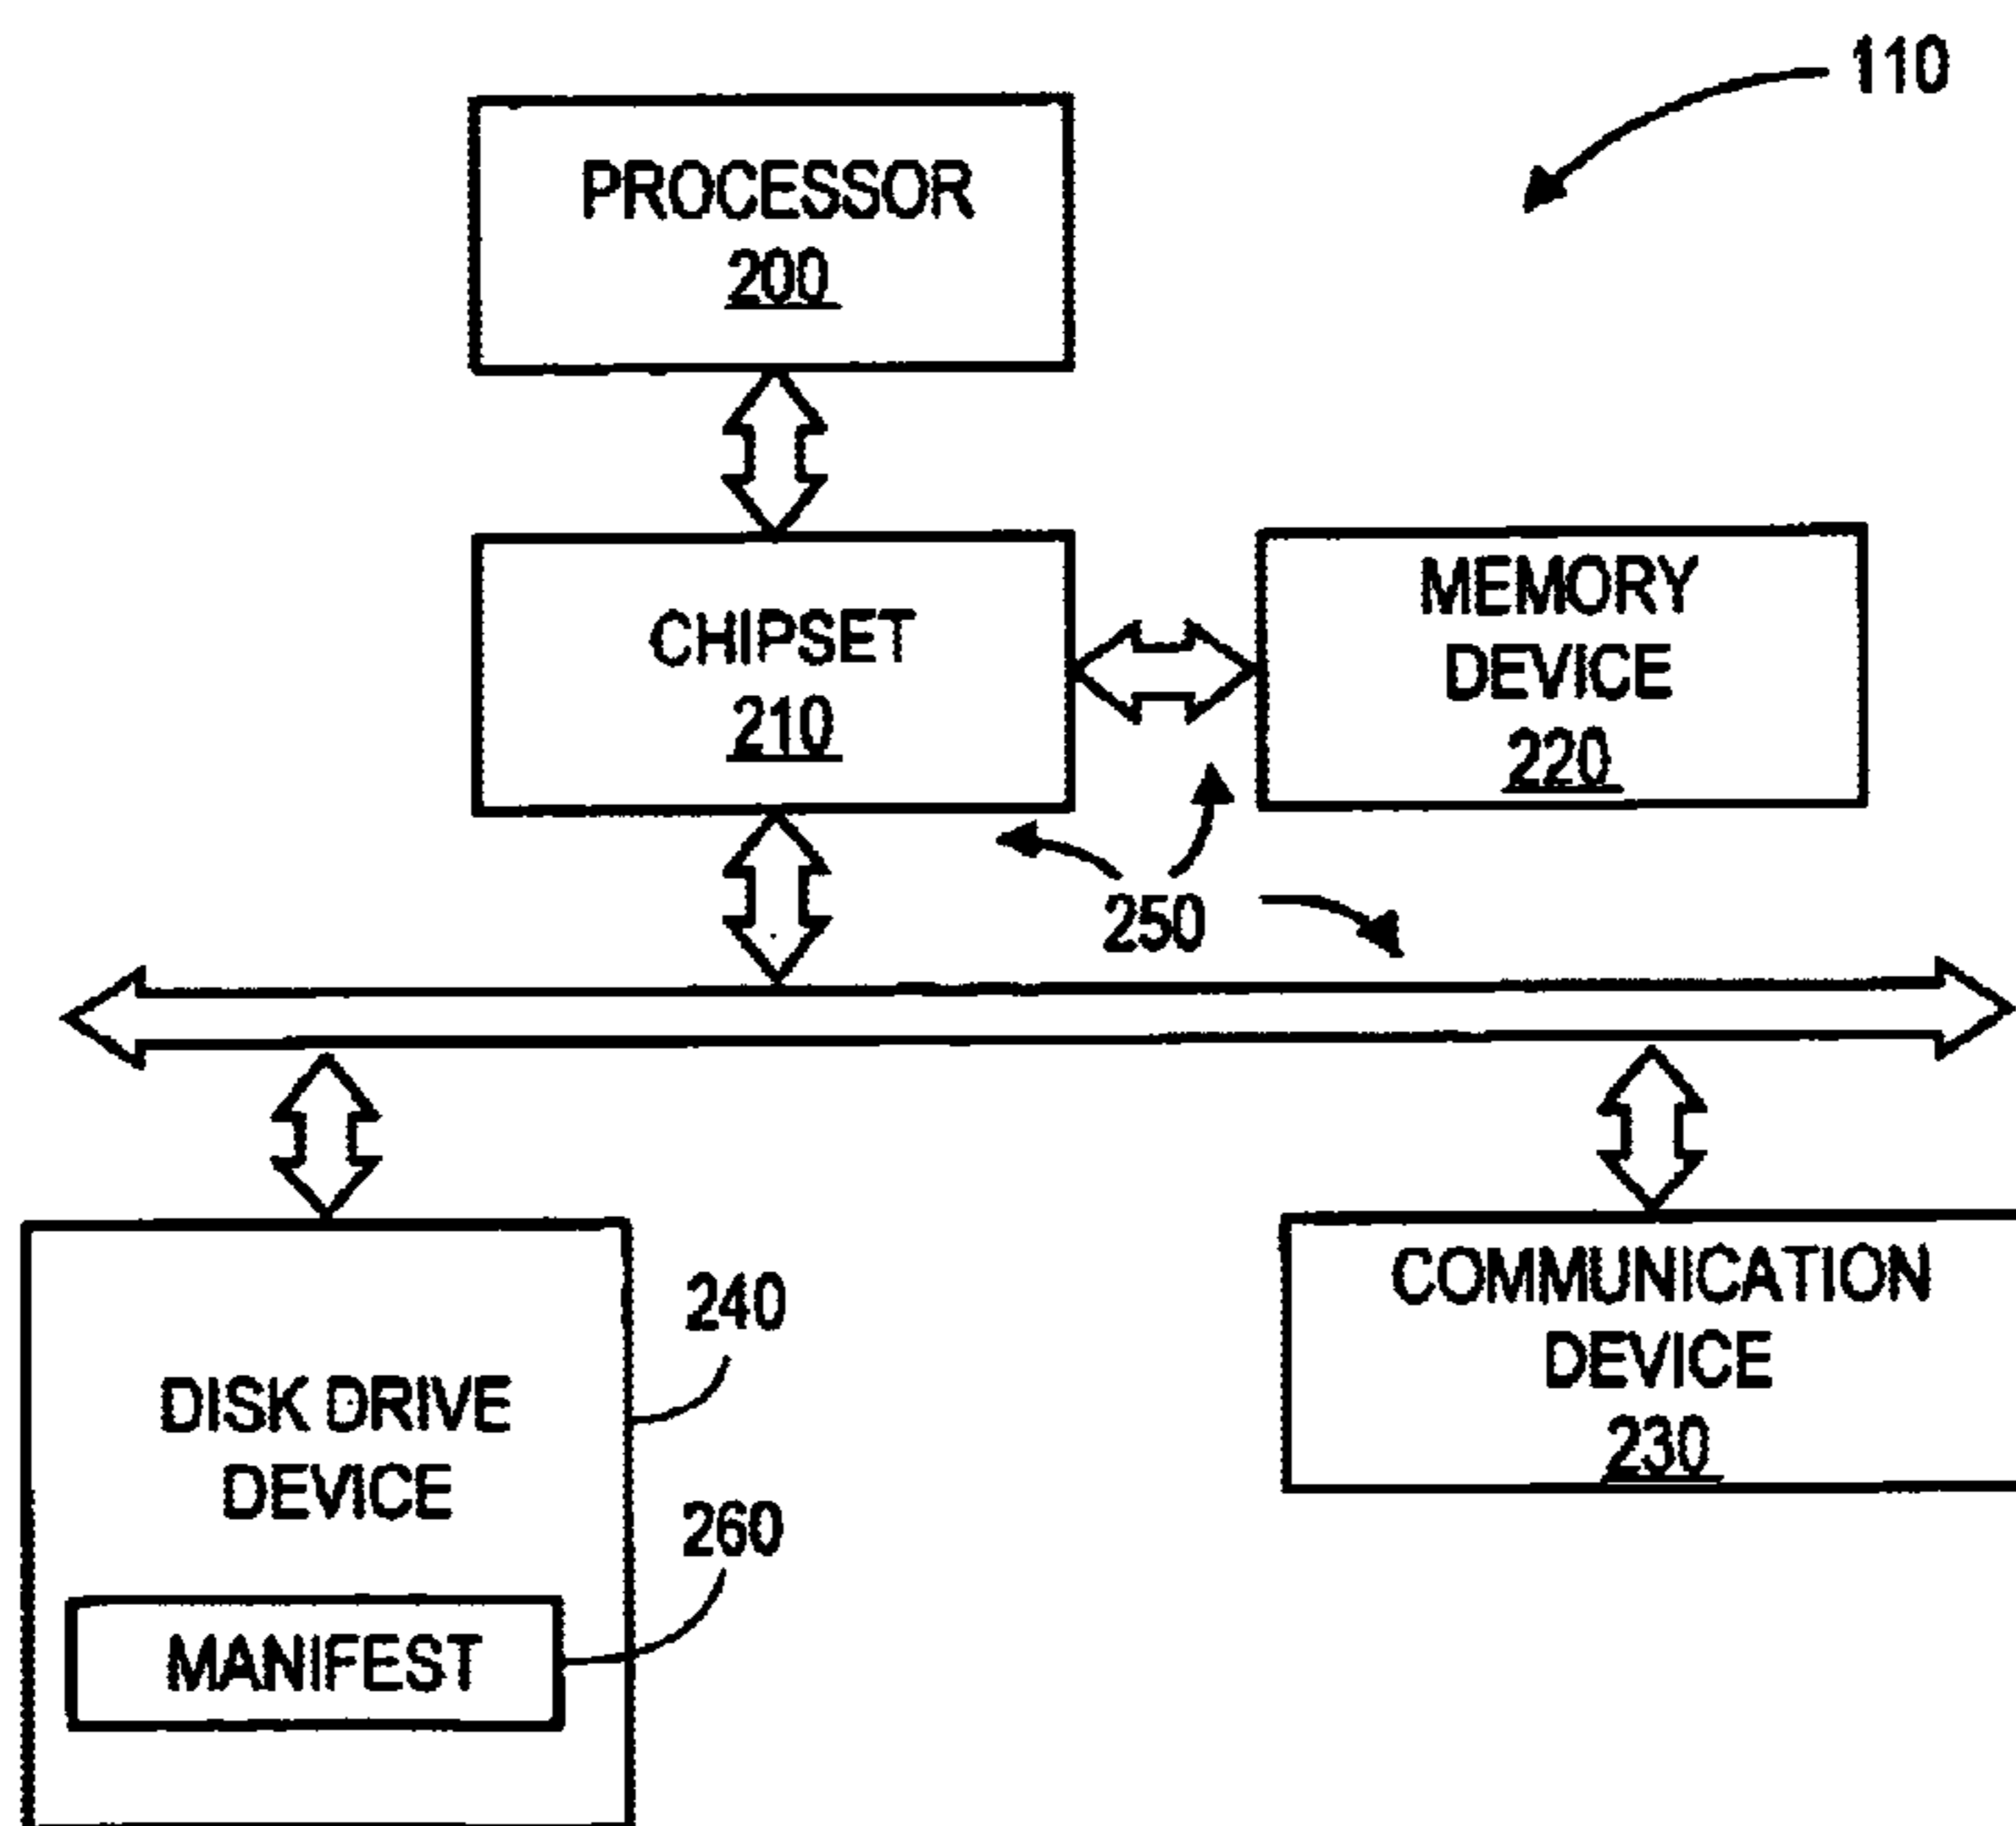 110
PROCESSOR
200
CHIPSET
210
MEMORY
DEVICE
220
250
DISK DRIVE
DEVICE
240
260
MANIFEST
COMMUNICATION
DEVICE
230